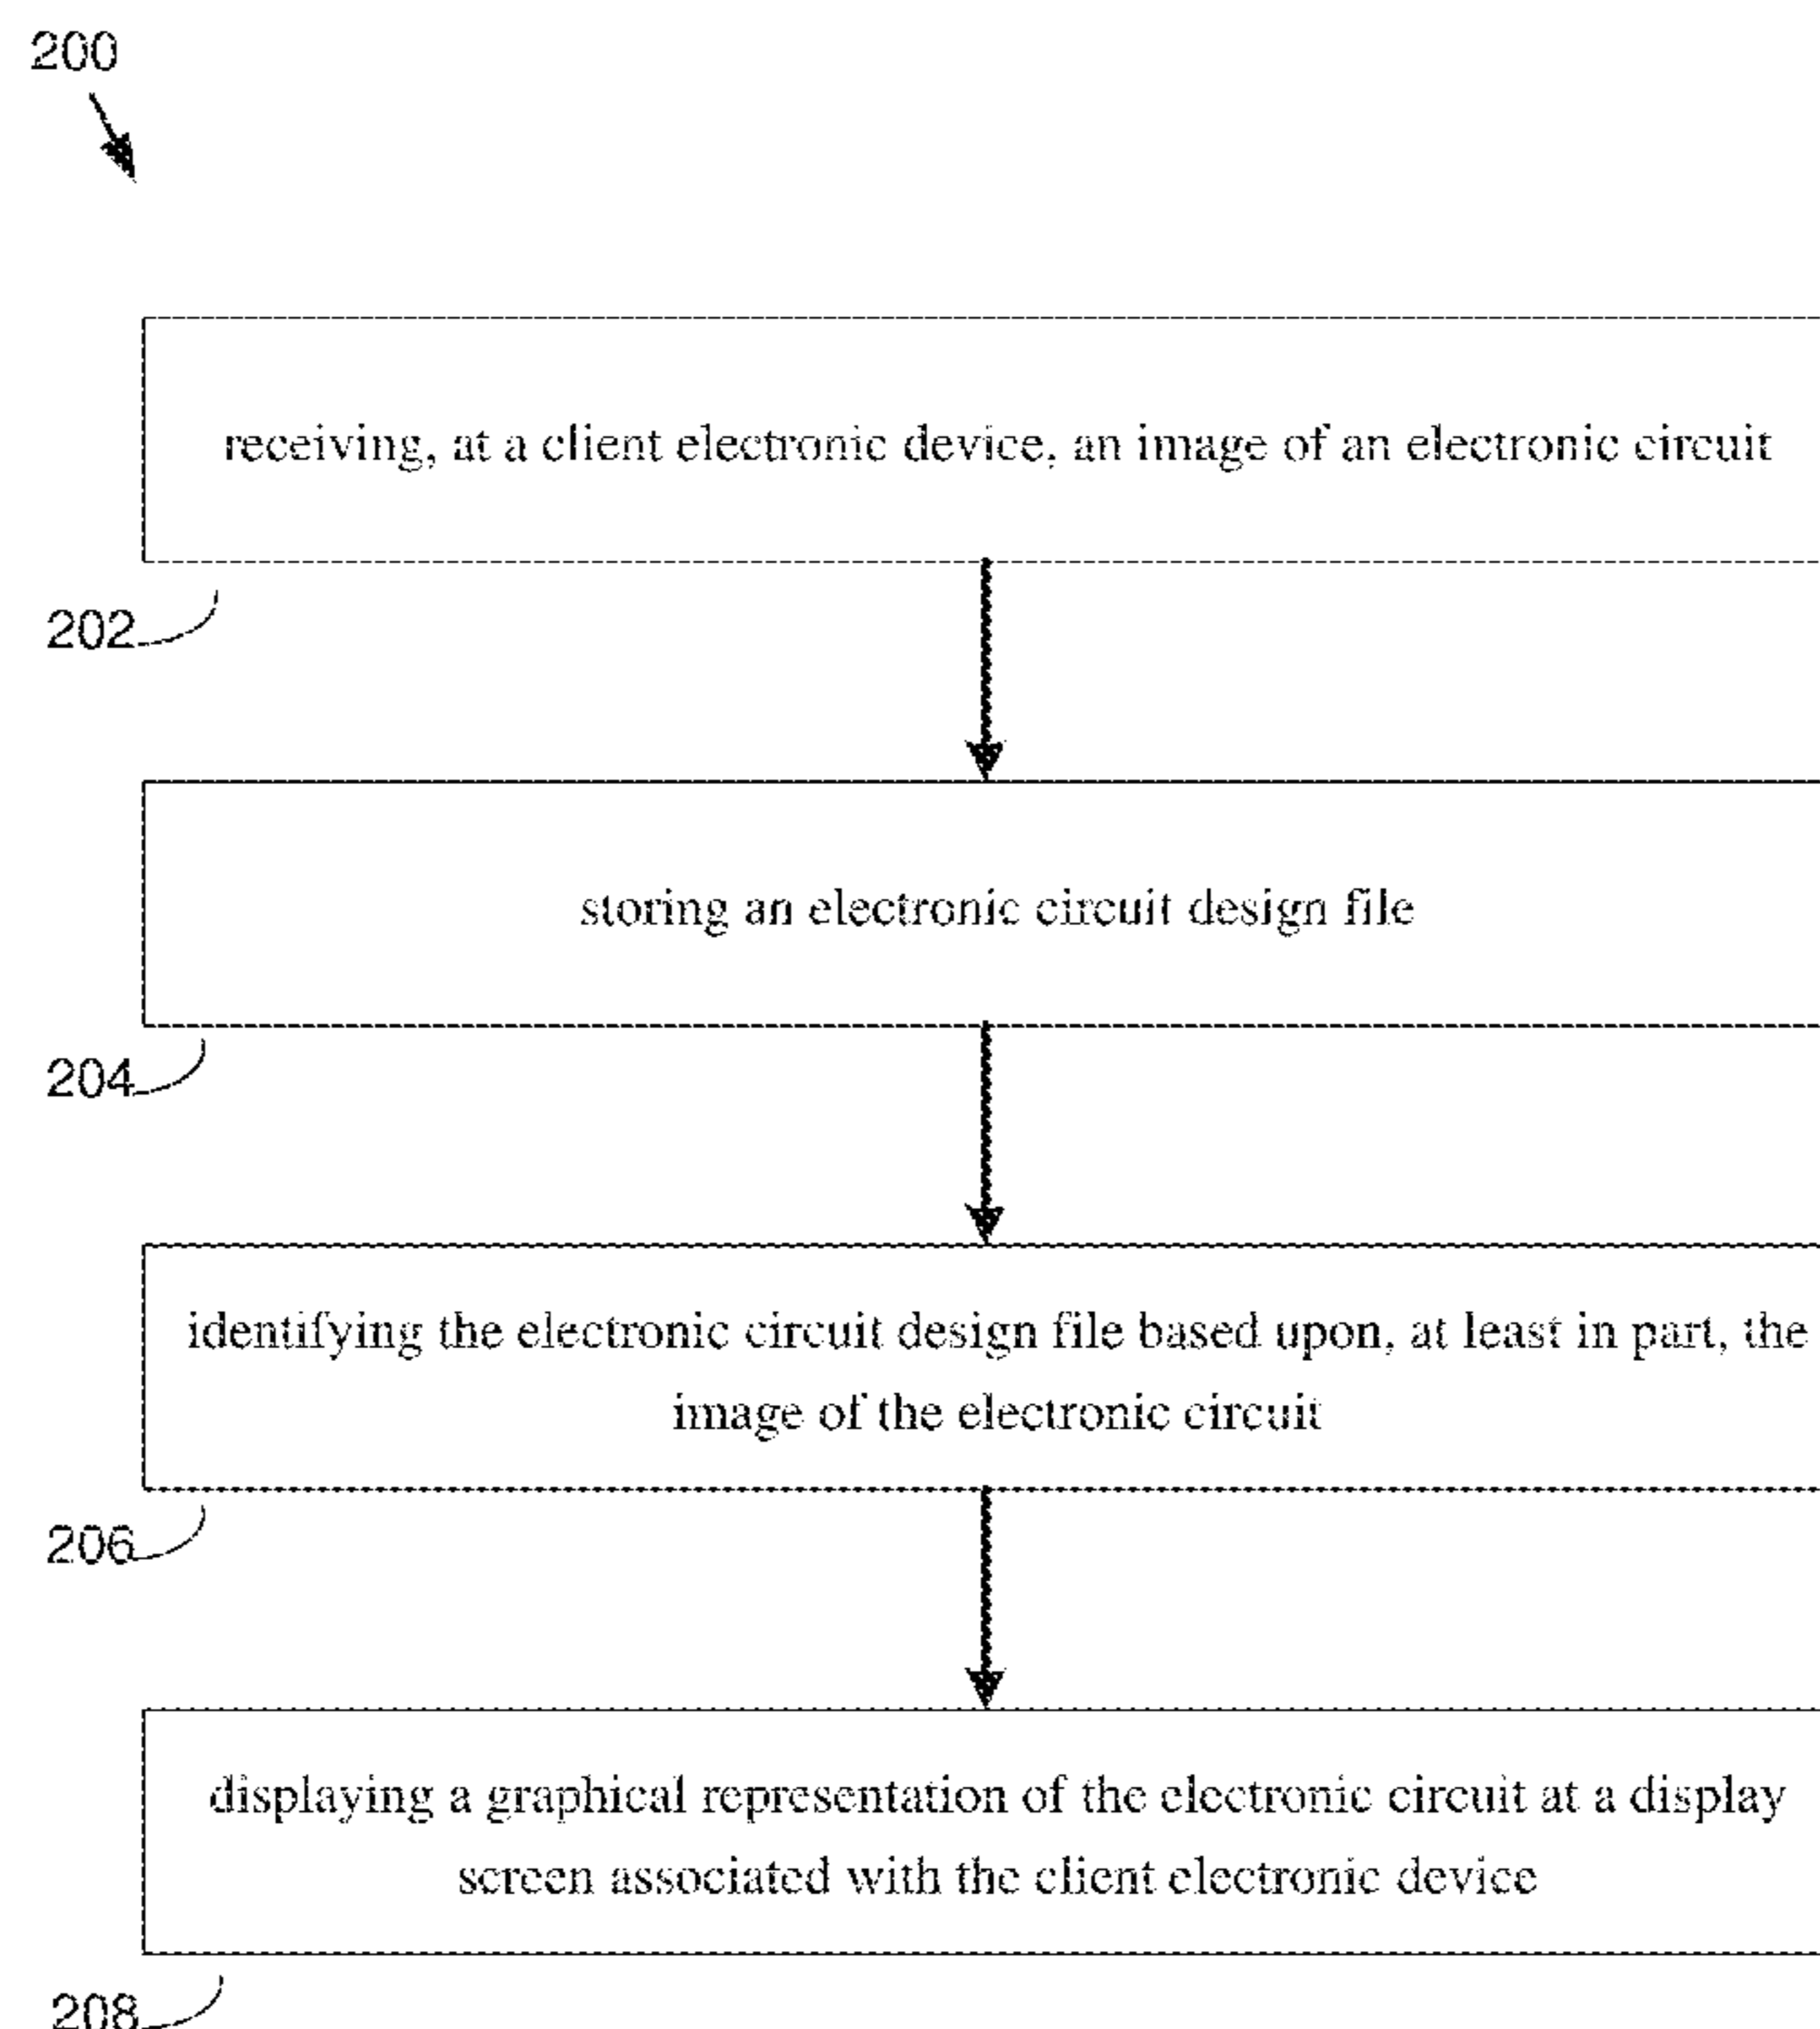 200
receiving, at a client electronic device, an image of an electronic circuit
202
storing an electronic circuit design file
204
identifying the electronic circuit design file based upon, at least in part, the
image of the electronic circuit
206
displaying a graphical representation of the electronic circuit at a display
screen associated with the client electronic device
208